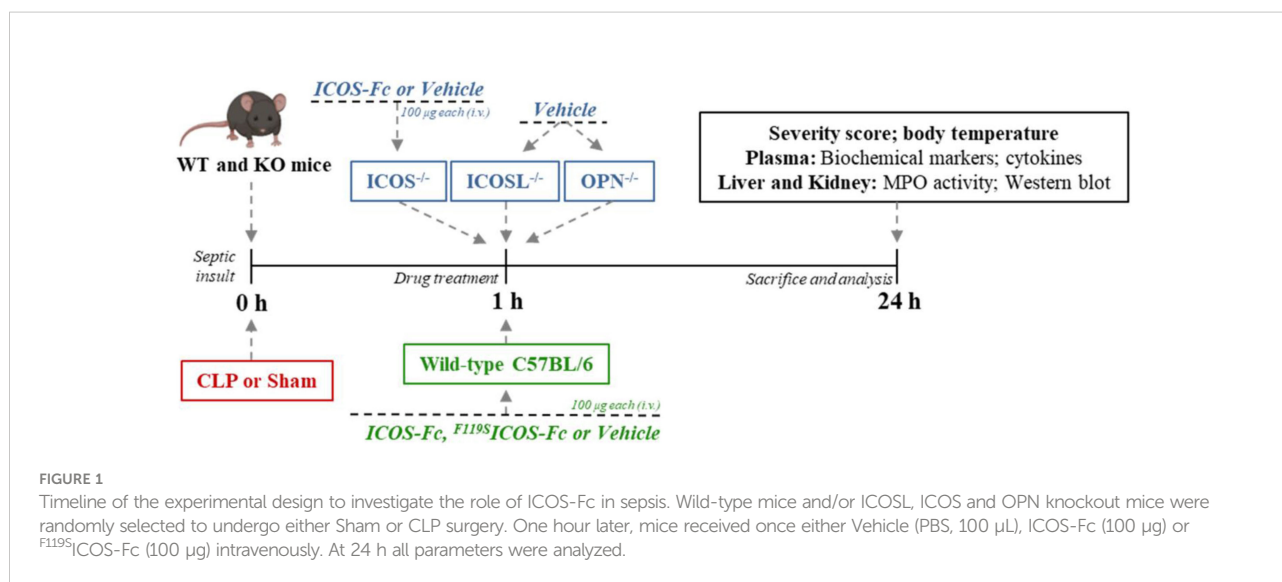 ICOS-Fc or Vehicle
100 µg each (i.v.)
Vehicle
WT and KO mice
ICOS-/-
ICOSL-/-
OPN-/-
Severity score; body temperature
Plasma: Biochemical markers; cytokines
Liver and Kidney: MPO activity; Western blot
Septic
insult
Drug treatment
Sacrifice and analysis
0 h
1 h
24 h
CLP or Sham
Wild-type C57BL/6
100 µg each (i.v.)
ICOS-Fc, F119SICOS-Fc or Vehicle
FIGURE 1
Timeline of the experimental design to investigate the role of ICOS-Fc in sepsis. Wild-type mice and/or ICOSL, ICOS and OPN knockout mice were
randomly selected to undergo either Sham or CLP surgery. One hour later, mice received once either Vehicle (PBS, 100 µL), ICOS-Fc (100 µg) or
F119SICOS-Fc (100 µg) intravenously. At 24 h all parameters were analyzed.